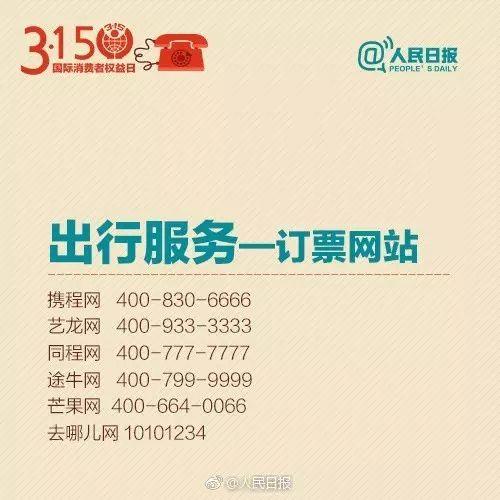 3·15
3·15
国际消费者权益日
@人民日报
PEOPLE'S DAILY
出行服务—订票网站
携程网 400-830-6666
艺龙网 400-933-3333
同程网 400-777-7777
途牛网 400-799-9999
芒果网 400-664-0066
去哪儿网 10101234
@人民日报